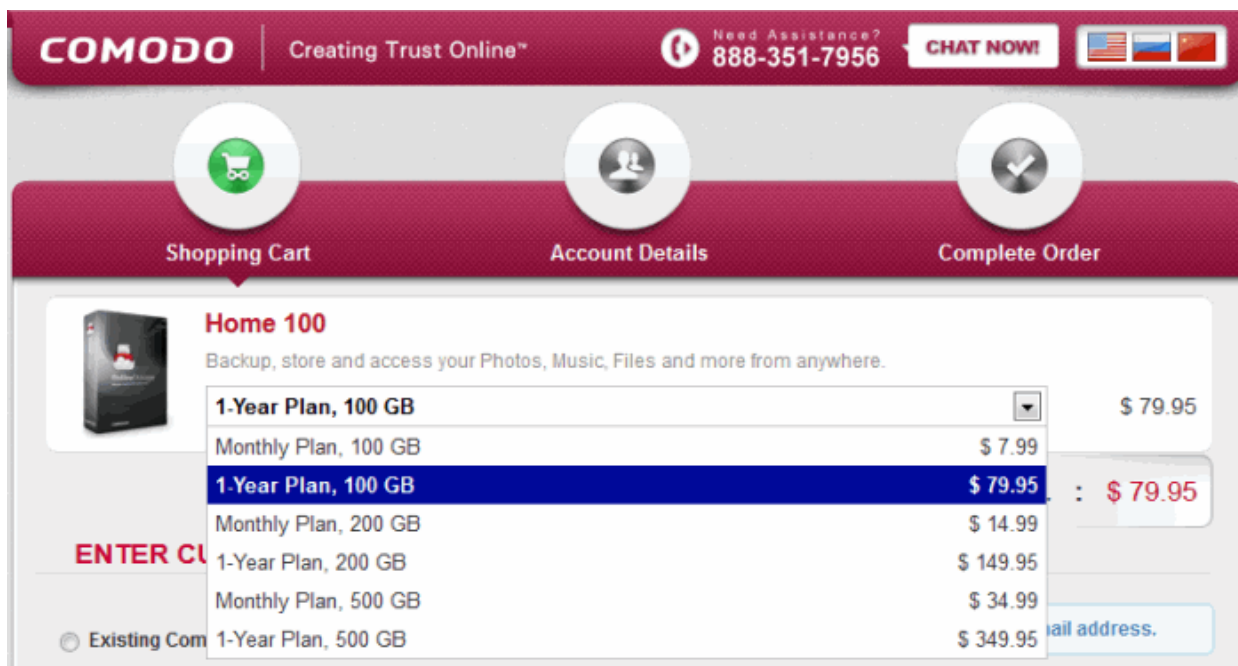 COMODO
Creating Trust Online™
Need Assistance?
888-351-7956
CHAT NOW!
Shopping Cart
Account Details
Complete Order
Home 100
Backup, store and access your Photos, Music, Files and more from anywhere.
1-Year Plan, 100 GB $ 79.95
Monthly Plan, 100 GB $ 7.99
1-Year Plan, 100 GB $ 79.95
: $ 79.95
Monthly Plan, 200 GB $ 14.99
ENTER
1-Year Plan, 200 GB $ 149.95
Monthly Plan, 500 GB $ 34.99
Existing
1-Year Plan, 500 GB $ 349.95
address.